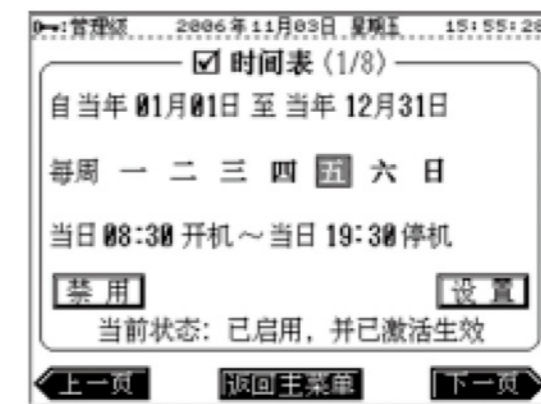 :管理级 2006年11月03日 星期五 15:55:28
☑ 时间表 (1/8)
自当年 01月01日 至 当年 12月31日
每周 一 二 三 四 五 六 日
当日 08:30 开机～当日 19:30 停机
禁用 设置
当前状态：已启用，并已激活生效
上一页 返回主菜单 下一页